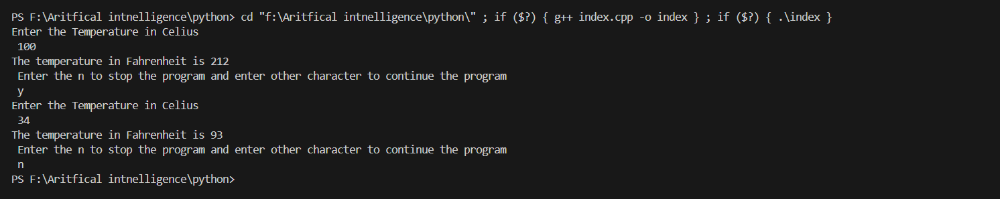 PS F:\Aritfical intnelligence\python> cd "f:\Aritfical intnelligence\python\" ; if ($?) { g++ index.cpp -o index } ; if ($?) { .\index }
Enter the Temperature in Celius
 100
The temperature in Fahrenheit is 212
 Enter the n to stop the program and enter other character to continue the program
 y
Enter the Temperature in Celius
 34
The temperature in Fahrenheit is 93
 Enter the n to stop the program and enter other character to continue the program
 n
PS F:\Aritfical intnelligence\python>